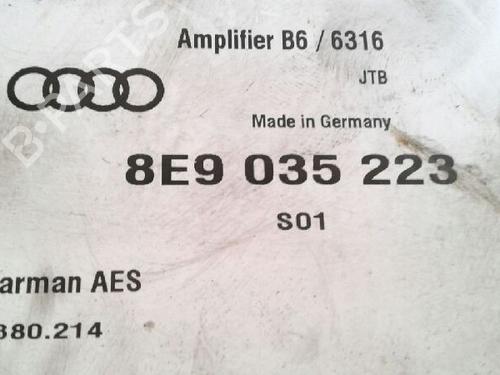 Amplifier B6 / 6316
JTB
Made in Germany
8E9 035 223
S01
arman AES
380.214
B-PARTS